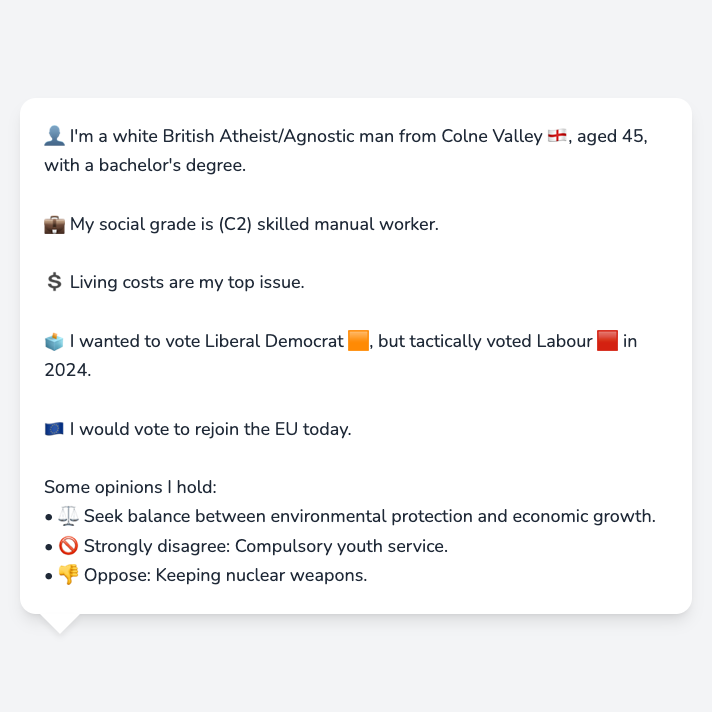 👤 I'm a white British Atheist/Agnostic man from Colne Valley 🏴󠁧󠁢󠁥󠁮󠁧󠁿, aged 45,
with a bachelor's degree.
💼 My social grade is (C2) skilled manual worker.
💲 Living costs are my top issue.
🗳️ I wanted to vote Liberal Democrat 🟧, but tactically voted Labour 🟥 in
2024.
🇪🇺 I would vote to rejoin the EU today.
Some opinions I hold:
• ⚖️ Seek balance between environmental protection and economic growth.
• 🚫 Strongly disagree: Compulsory youth service.
• 👎 Oppose: Keeping nuclear weapons.